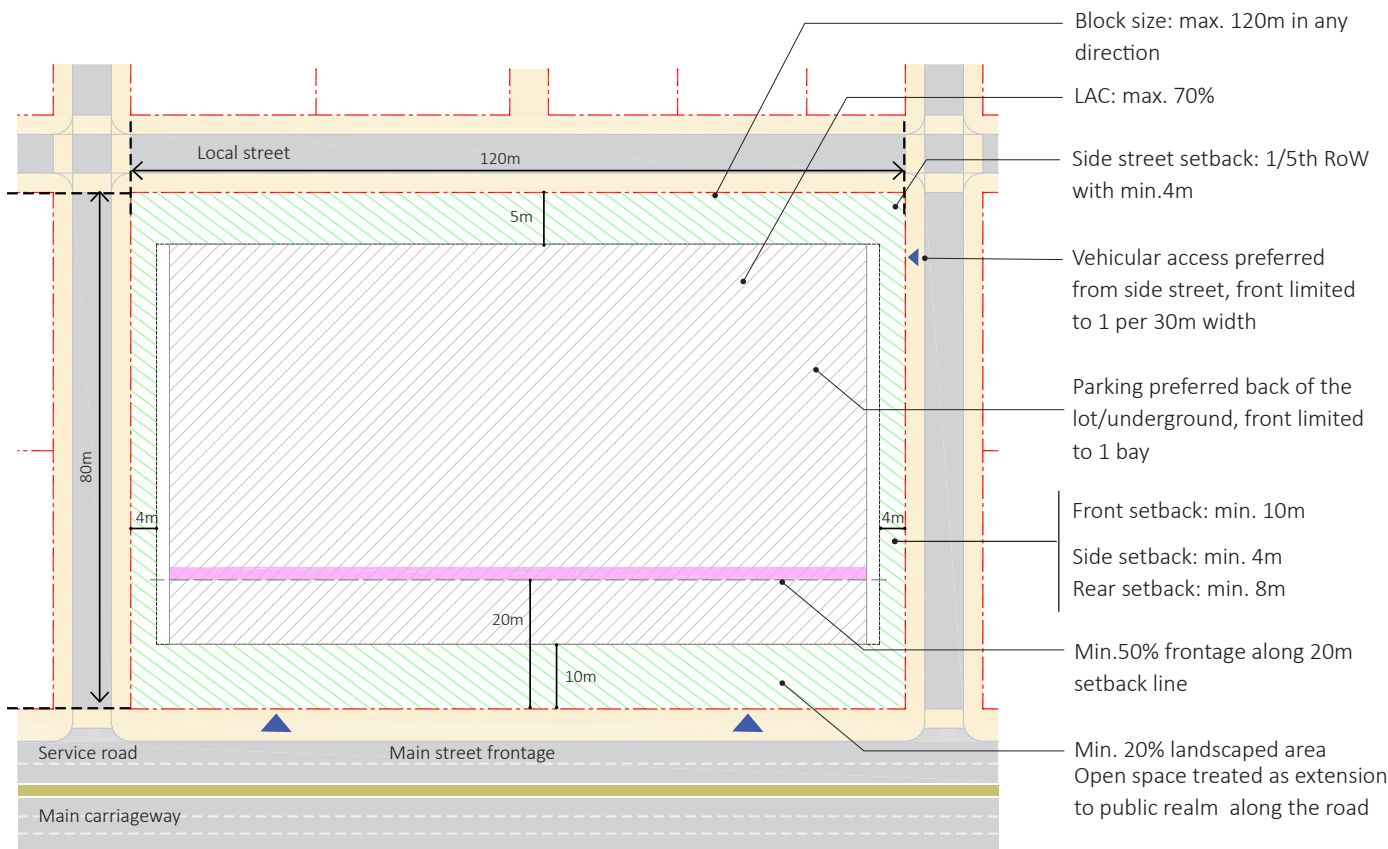 Block size: max. 120m in any
direction
LAC: max. 70%
Local street
120m
Side street setback: 1/5th RoW
with min.4m
5m
Vehicular access preferred
from side street, front limited
to 1 per 30m width
Parking preferred back of the
lot/underground, front limited
to 1 bay
80m
4m
4m
Front setback: min. 10m
Side setback: min. 4m
Rear setback: min. 8m
20m
Min.50% frontage along 20m
setback line
10m
Service road
Main street frontage
Min. 20% landscaped area
Open space treated as extension
to public realm along the road
Main carriageway